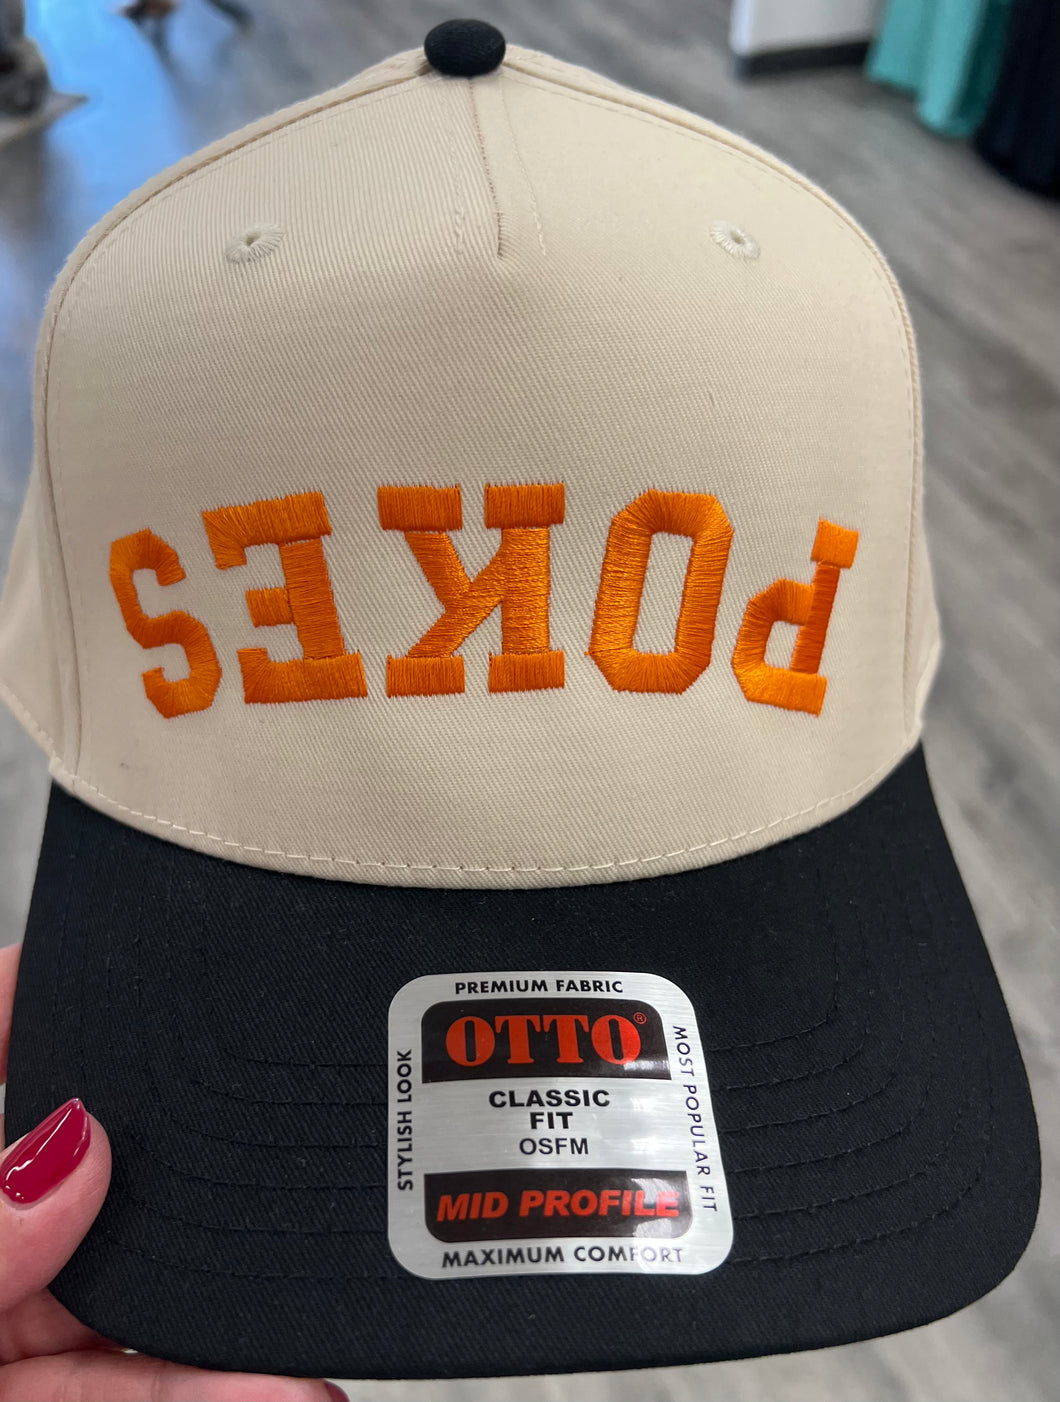 POKES
PREMIUM FABRIC
OTTO®
CLASSIC
FIT
OSFM
MID PROFILE
MAXIMUM COMFORT
STYLISH LOOK
MOST POPULAR FIT